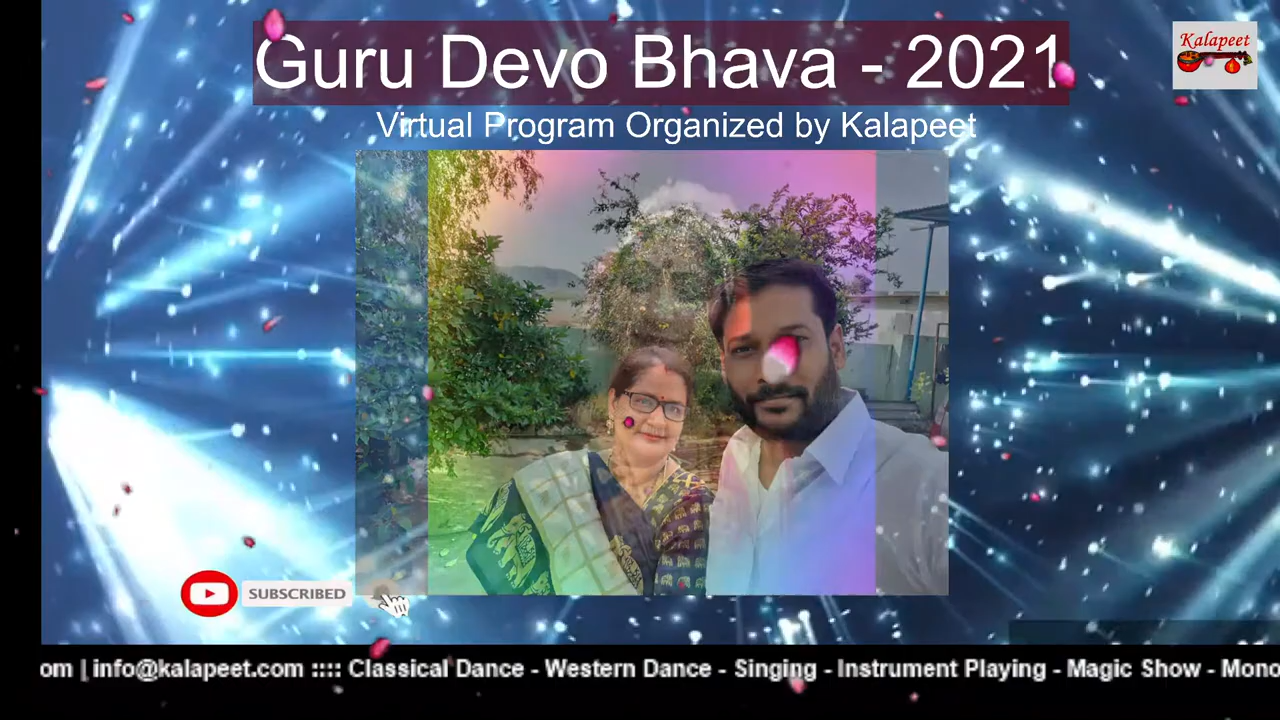 Guru Devo Bhava - 2021
Kalapeet
Virtual Program Organized by Kalapeet
SUBSCRIBED
om | info@kalapeet.com :::: Classical Dance - Western Dance - Singing - Instrument Playing - Magic Show - Mono